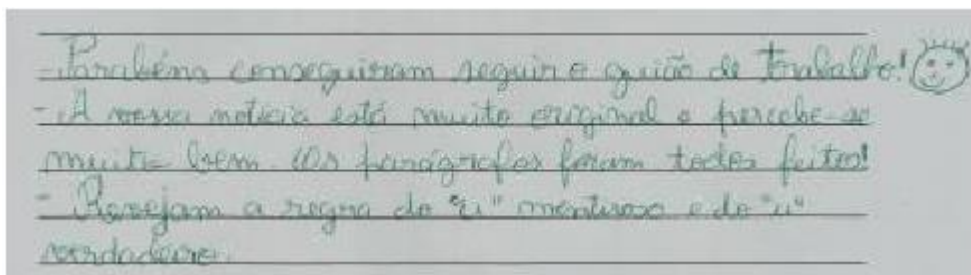 - Parabéns conseguiram seguir o guião de trabalho!
- A vossa notícia está muito original e percebe-se
muito bem. Os parágrafos foram todos feitos!
- Revejam a regra do "u" mentiroso e do "u"
verdadeiro.